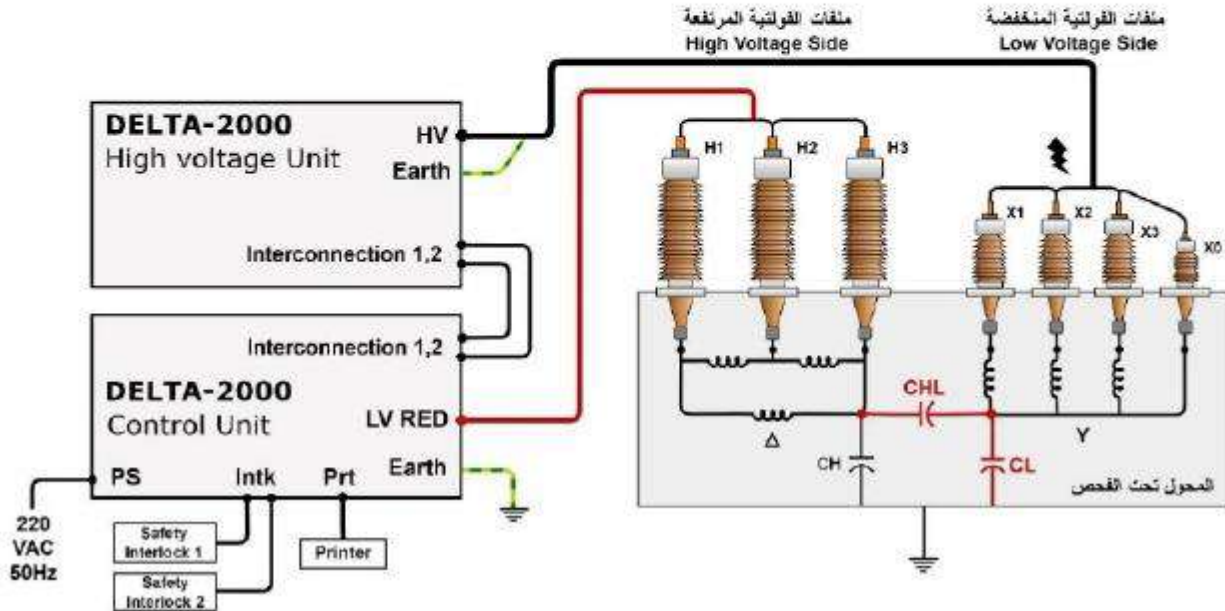 ملفات الفولتية المرتفعة
High Voltage Side
ملفات الفولتية المنخفضة
Low Voltage Side
DELTA-2000
High voltage Unit
HV
Earth
Interconnection 1,2
Interconnection 1,2
DELTA-2000
Control Unit
LV RED
Earth
PS
Intk
Prt
220
VAC
50Hz
Safety
Interlock 1
Safety
Interlock 2
Printer
H1
H2
H3
X1
X2
X3
X0
CHL
Δ
CH
CL
Y
المحول تحت الفحص